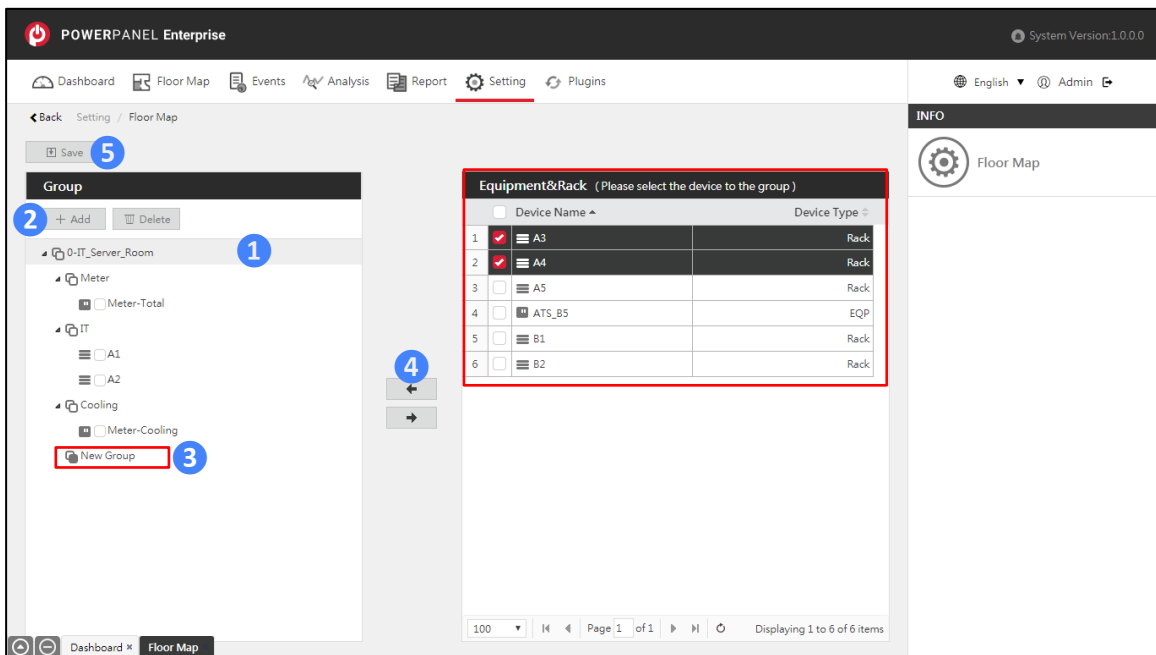 POWERPANEL Enterprise
System Version:1.0.0.0
Dashboard Floor Map Events Analysis Report Setting Plugins
English Admin
Back Setting / Floor Map
INFO
Floor Map
Save 5
Group
2 + Add Delete
1
0-IT_Server_Room
Meter
Meter-Total
IT
A1
A2
Cooling
Meter-Cooling
New Group 3
4
Equipment&Rack ( Please select the device to the group )
Device Name Device Type
1 A3 Rack
2 A4 Rack
3 A5 Rack
4 ATS_B5 EQP
5 B1 Rack
6 B2 Rack
100 Page 1 of 1 Displaying 1 to 6 of 6 items
Dashboard × Floor Map